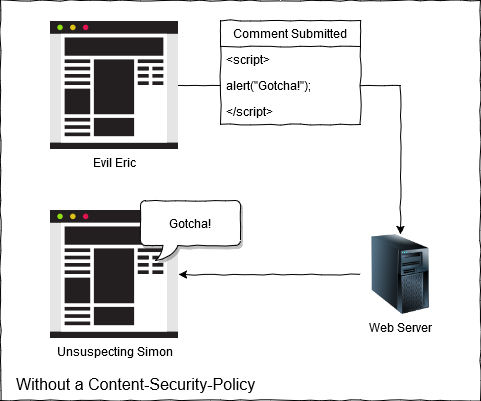 Comment Submitted
<script>
alert("Gotcha!");
</script>
Evil Eric
Gotcha!
Unsuspecting Simon
Web Server
Without a Content-Security-Policy